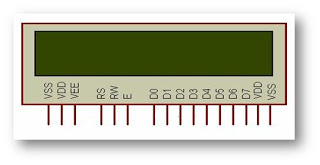 VSS VDD VEE RS RW E D0 D1 D2 D3 D4 D5 D6 D7 VDD VSS